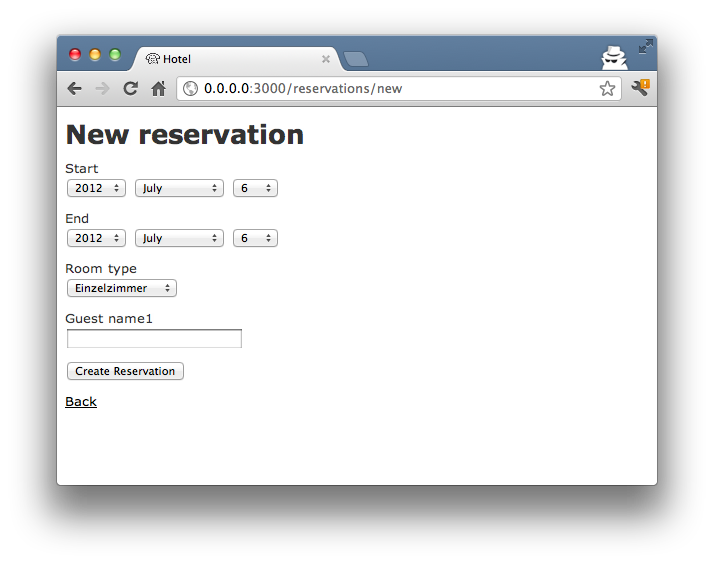 Hotel
0.0.0.0:3000/reservations/new
New reservation
Start
2012 July 6
End
2012 July 6
Room type
Einzelzimmer
Guest name1
Create Reservation
Back